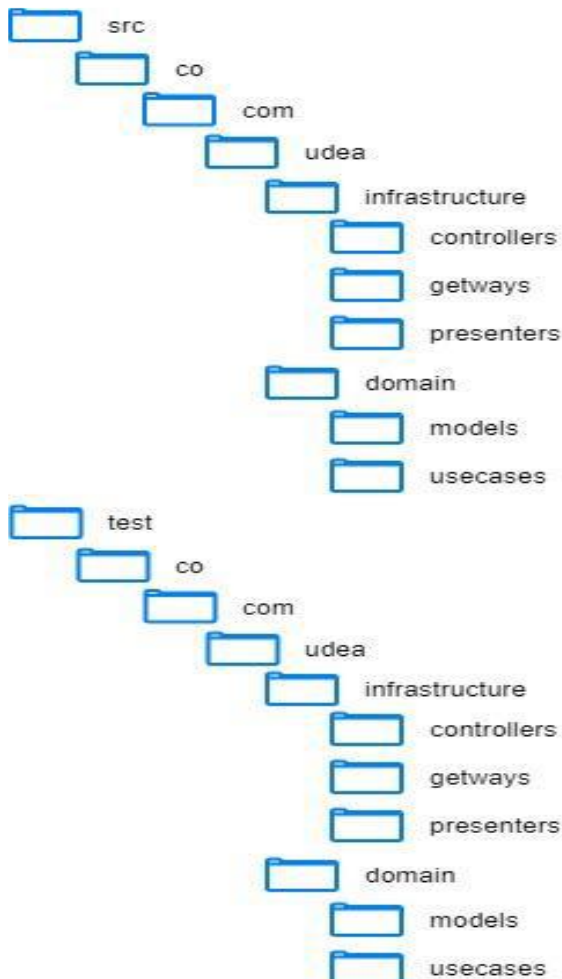 src
co
com
udea
infrastructure
controllers
getways
presenters
domain
models
usecases
test
co
com
udea
infrastructure
controllers
getways
presenters
domain
models
usecases